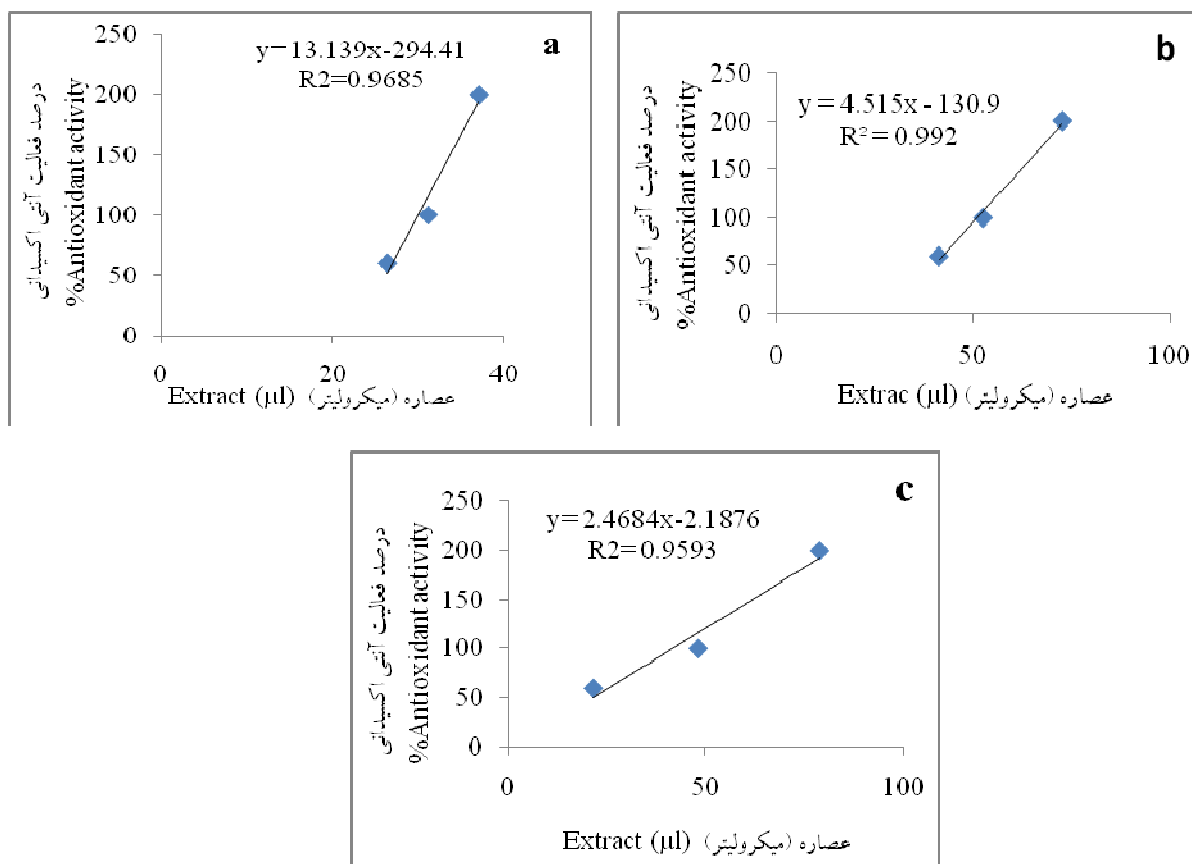 a
y=13.139x-294.41
R2=0.9685
250
200
150
100
50
0
درصد فعالیت آنتی اکسیدانی
%Antioxidant activity
0 20 40
Extract (µl) عصاره (میکرولیتر)
b
y = 4.515x - 130.9
R² = 0.992
250
200
150
100
50
0
درصد فعالیت آنتی اکسیدانی
%Antioxidant activity
0 50 100
Extrac (µl) عصاره (میکرولیتر)
c
y=2.4684x-2.1876
R2=0.9593
250
200
150
100
50
0
درصد فعالیت آنتی اکسیدانی
%Antioxidant activity
0 50 100
Extract (µl) عصاره (میکرولیتر)